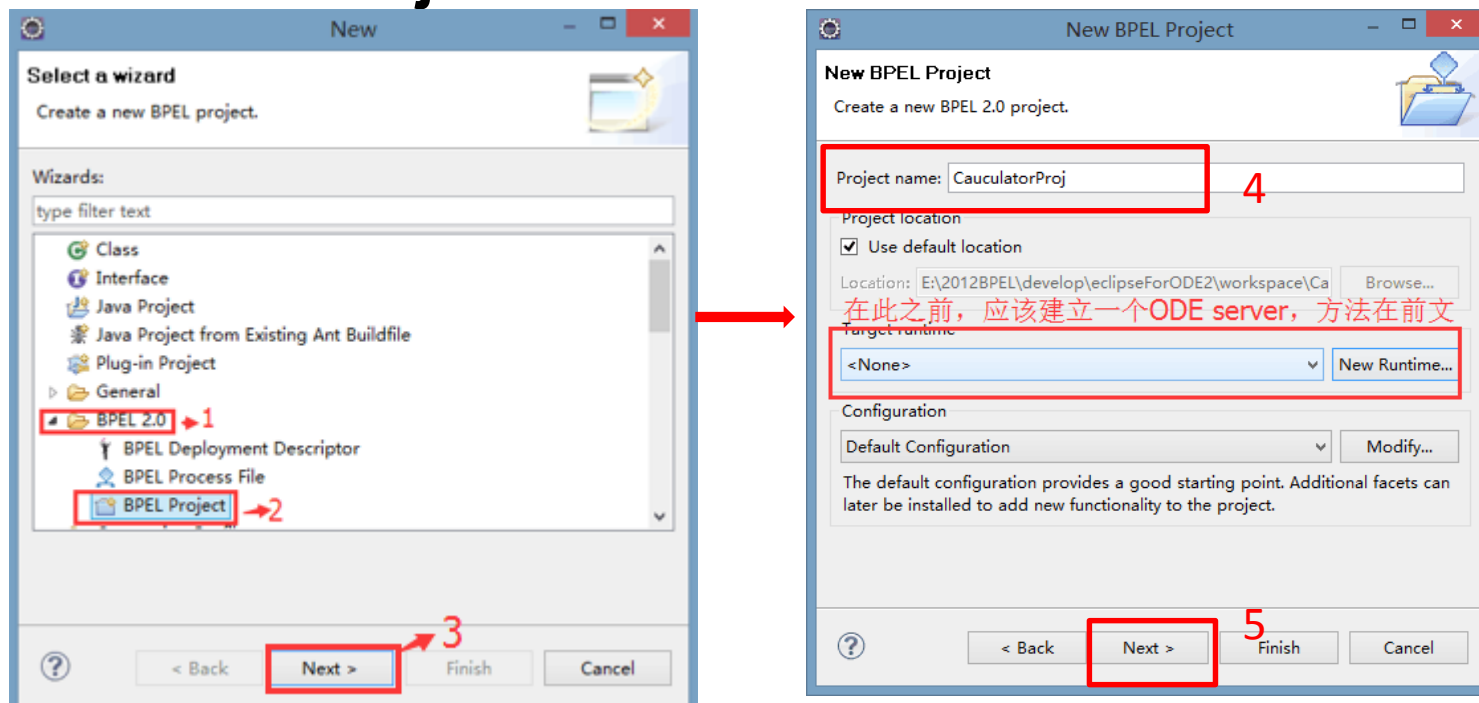 j
New
Select a wizard
Create a new BPEL project.
Wizards:
type filter text
Class
Interface
Java Project
Java Project from Existing Ant Buildfile
Plug-in Project
General
BPEL 2.0
1
BPEL Deployment Descriptor
BPEL Process File
BPEL Project
2
3
< Back
Next >
Finish
Cancel
New BPEL Project
New BPEL Project
Create a new BPEL 2.0 project.
Project name: CauculatorProj
4
Project location
Use default location
Location: E:\2012BPEL\develop\eclipseForODE2\workspace\Ca
Browse...
在此之前，应该建立一个ODE server，方法在前文
Target runtime
<None>
New Runtime...
Configuration
Default Configuration
Modify...
The default configuration provides a good starting point. Additional facets can
later be installed to add new functionality to the project.
5
< Back
Next >
Finish
Cancel